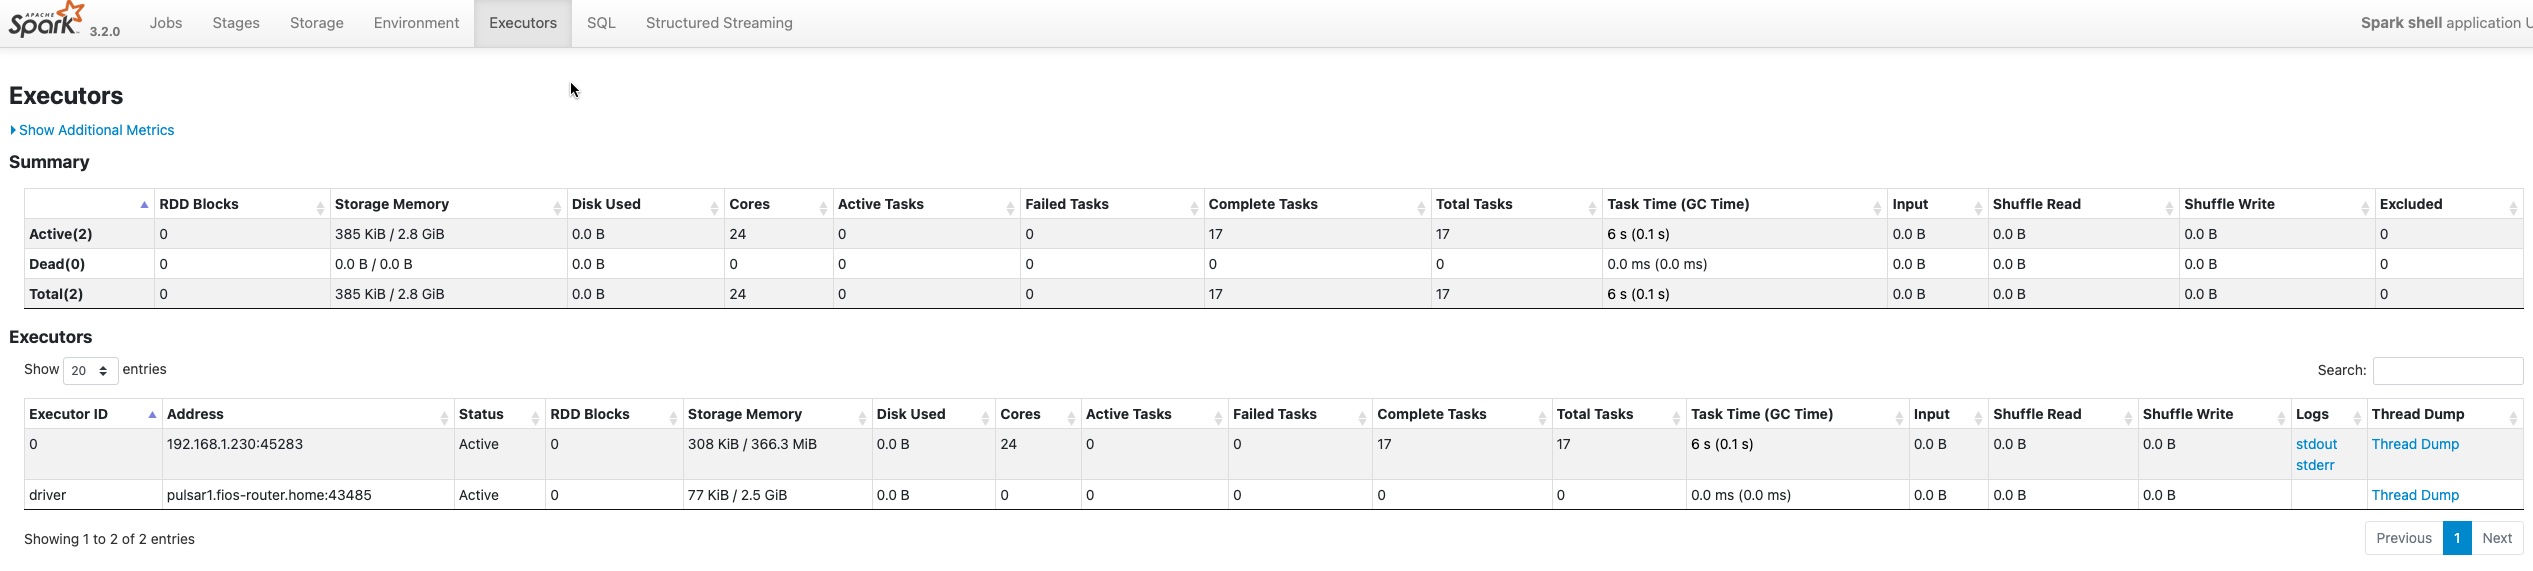 APACHE Spark 3.2.0 Jobs Stages Storage Environment Executors SQL Structured Streaming Spark shell application U
Executors
Show Additional Metrics
Summary
RDD Blocks Storage Memory Disk Used Cores Active Tasks Failed Tasks Complete Tasks Total Tasks Task Time (GC Time) Input Shuffle Read Shuffle Write Excluded
Active(2) 0 385 KiB / 2.8 GiB 0.0 B 24 0 0 17 17 6 s (0.1 s) 0.0 B 0.0 B 0.0 B 0
Dead(0) 0 0.0 B / 0.0 B 0.0 B 0 0 0 0 0 0.0 ms (0.0 ms) 0.0 B 0.0 B 0.0 B 0
Total(2) 0 385 KiB / 2.8 GiB 0.0 B 24 0 0 17 17 6 s (0.1 s) 0.0 B 0.0 B 0.0 B 0
Executors
Show 20 entries Search:
Executor ID Address Status RDD Blocks Storage Memory Disk Used Cores Active Tasks Failed Tasks Complete Tasks Total Tasks Task Time (GC Time) Input Shuffle Read Shuffle Write Logs Thread Dump
0 192.168.1.230:45283 Active 0 308 KiB / 366.3 MiB 0.0 B 24 0 0 17 17 6 s (0.1 s) 0.0 B 0.0 B 0.0 B stdout Thread Dump
stderr
driver pulsar1.fios-router.home:43485 Active 0 77 KiB / 2.5 GiB 0.0 B 0 0 0 0 0 0.0 ms (0.0 ms) 0.0 B 0.0 B 0.0 B Thread Dump
Showing 1 to 2 of 2 entries Previous 1 Next